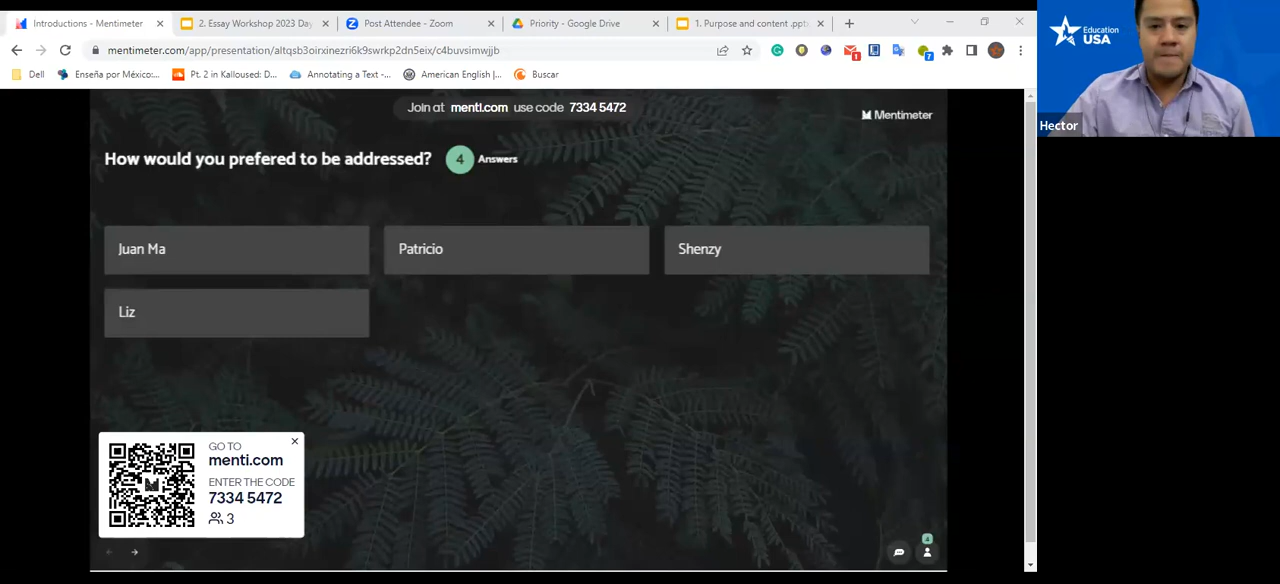 Introductions - Mentimeter
2. Essay Workshop 2023 Day
Post Attendee - Zoom
Priority - Google Drive
1. Purpose and content .ppt
mentimeter.com/app/presentation/altqsb3oirxinezri6k9swrkp2dn5eix/c4buvsimwjjb
1
7
Dell
Enseña por México:...
Pt. 2 in Kalloused: D...
Annotating a Text -...
American English |...
Buscar
Education
USA
Hector
Join at menti.com use code 7334 5472
Mentimeter
How would you prefered to be addressed?
4 Answers
Juan Ma
Patricio
Shenzy
Liz
GO TO
menti.com
ENTER THE CODE
7334 5472
3
4